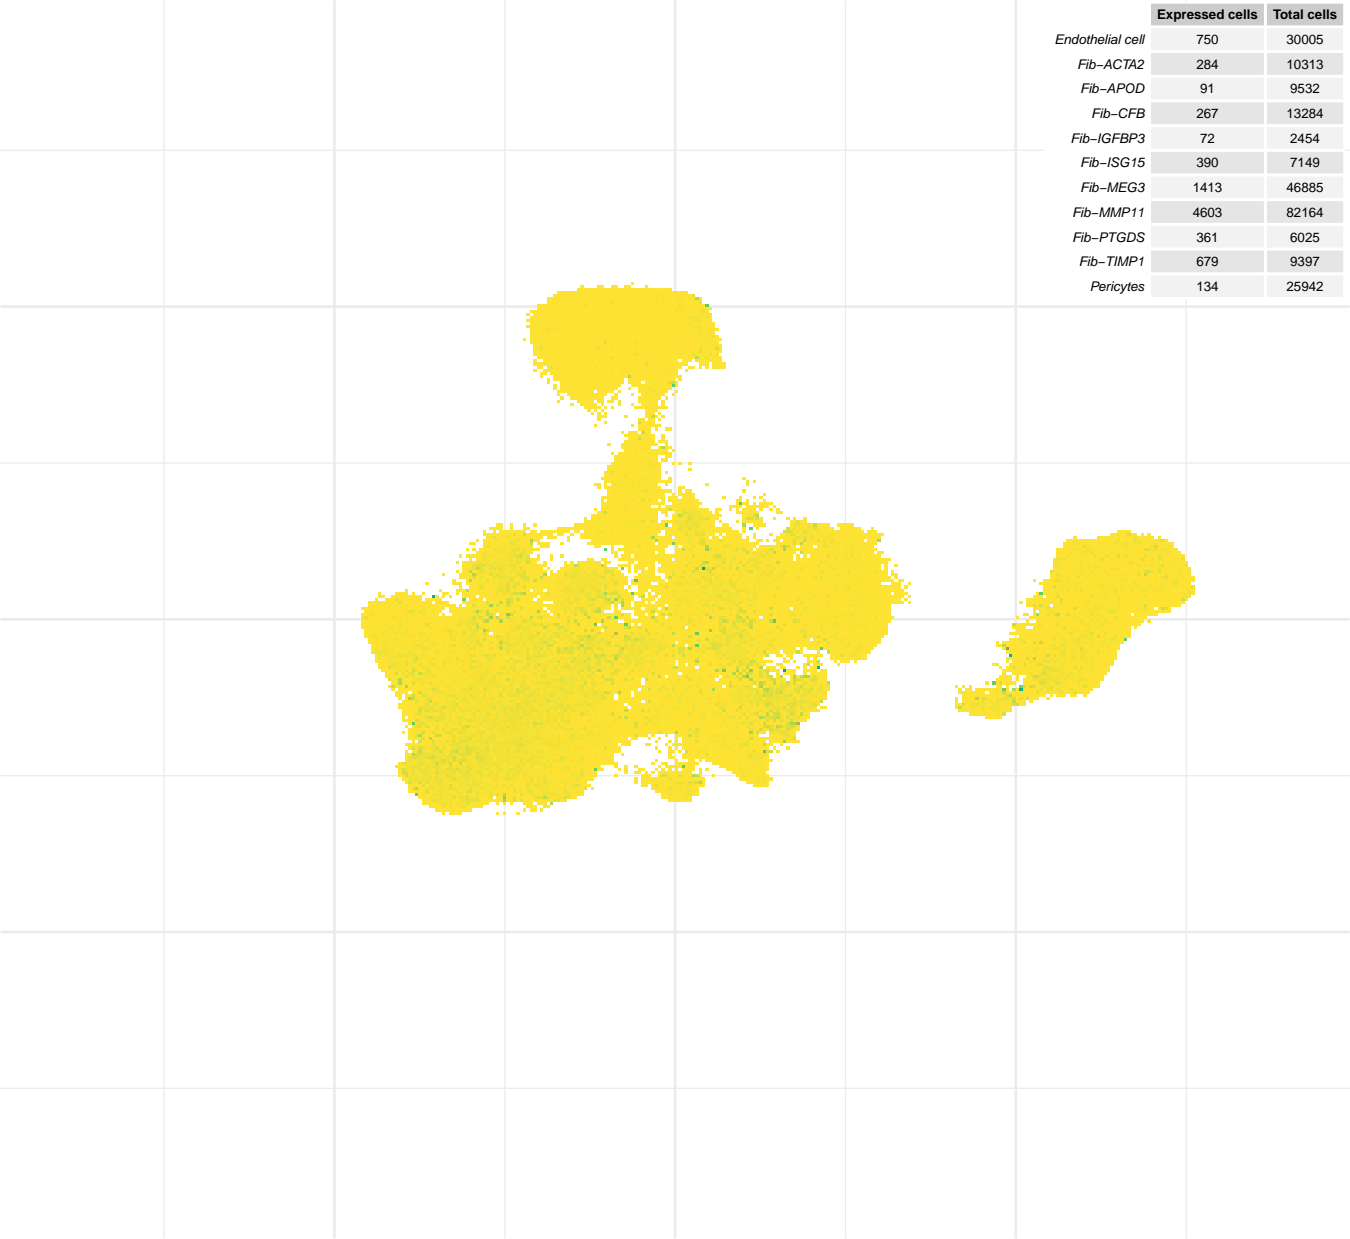 Expressed cells Total cells
Endothelial cell 750 30005
Fib−ACTA2 284 10313
Fib−APOD 91 9532
Fib−CFB 267 13284
Fib−IGFBP3 72 2454
Fib−ISG15 390 7149
Fib−MEG3 1413 46885
Fib−MMP11 4603 82164
Fib−PTGDS 361 6025
Fib−TIMP1 679 9397
Pericytes 134 25942